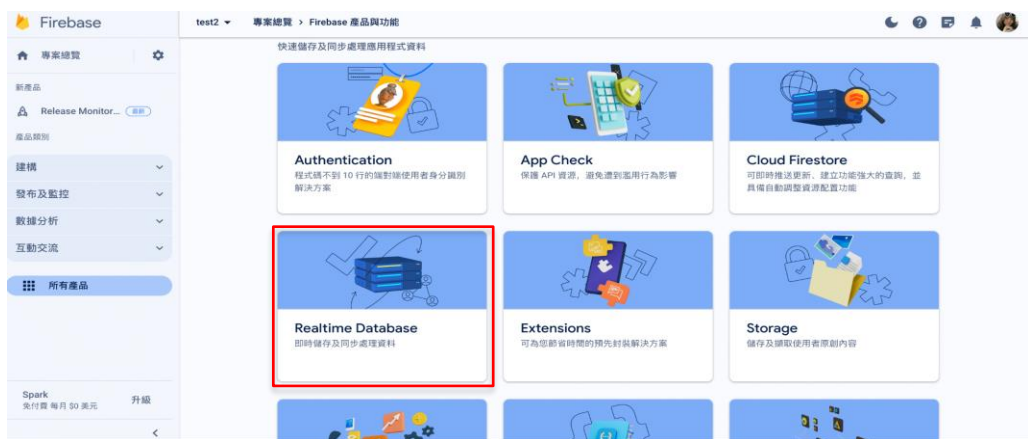 Firebase
test2
專案總覽 > Firebase 產品與功能
專案總覽
新產品
Release Monitor... 最新
產品類別
建構
發布及監控
數據分析
互動交流
所有產品
Spark
免付費 每月 $0 美元
升級
快速儲存及同步處理應用程式資料
Authentication
程式碼不到 10 行的端對端使用者身分識別
解決方案
App Check
保護 API 資源,避免遭到濫用行為影響
Cloud Firestore
可即時推送更新、建立功能強大的查詢,並
具備自動調整資源配置功能
Realtime Database
即時儲存及同步處理資料
Extensions
可為您節省時間的預先封裝解決方案
Storage
儲存及擷取使用者原創內容